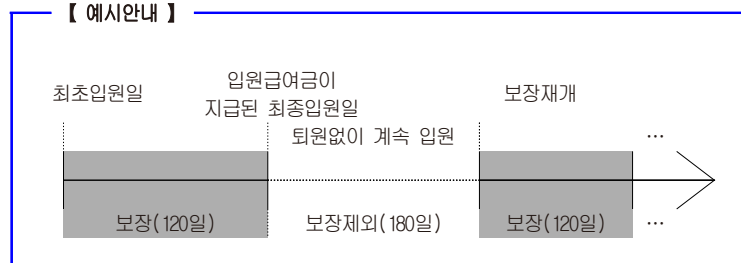 【 예시안내 】
최초입원일
입원급여금이
지급된 최종입원일
보장재개
퇴원없이 계속 입원
…
보장(120일)
보장제외(180일)
보장(120일)
…